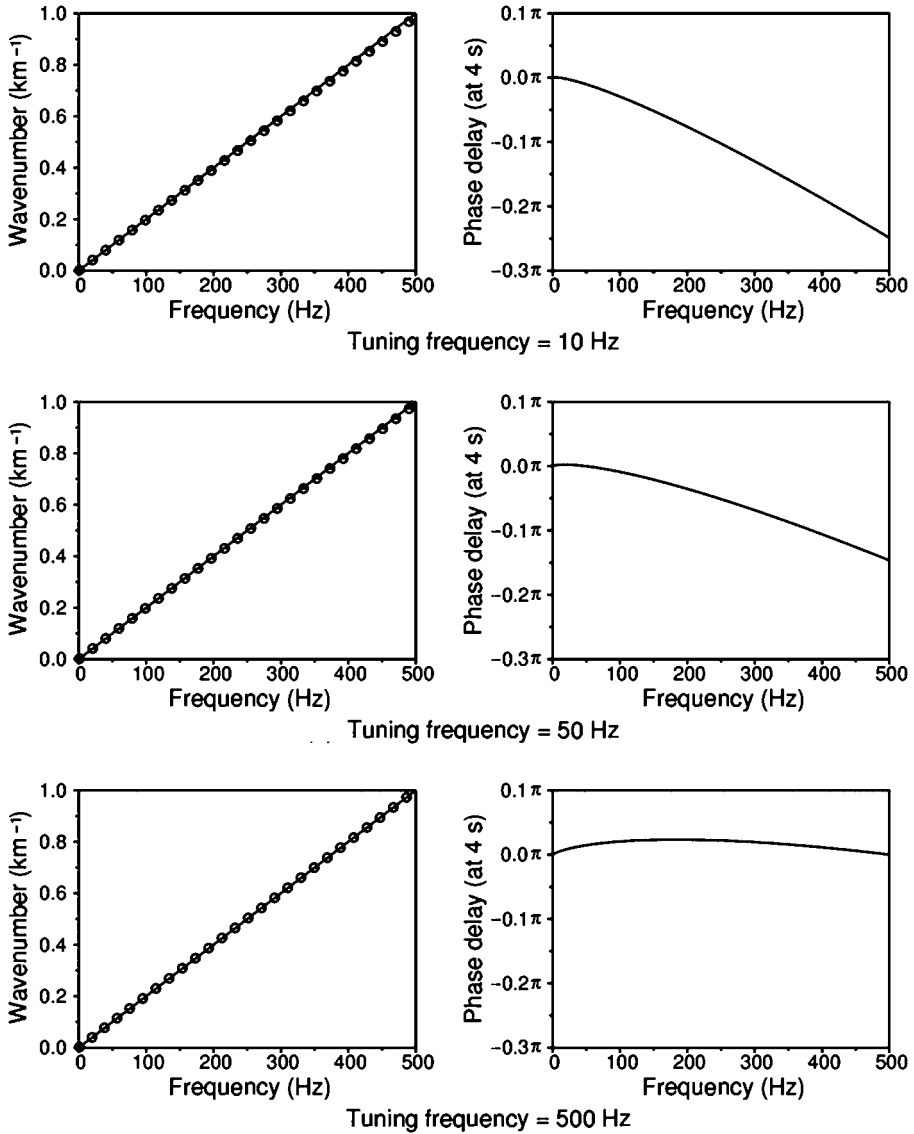 Wavenumber (km⁻¹)
1.0
0.8
0.6
0.4
0.2
0.0
0 100 200 300 400 500
Frequency (Hz)
Phase delay (at 4 s)
0.1π
0.0π
−0.1π
−0.2π
−0.3π
0 100 200 300 400 500
Frequency (Hz)
Tuning frequency = 10 Hz
Wavenumber (km⁻¹)
1.0
0.8
0.6
0.4
0.2
0.0
0 100 200 300 400 500
Frequency (Hz)
Phase delay (at 4 s)
0.1π
0.0π
−0.1π
−0.2π
−0.3π
0 100 200 300 400 500
Frequency (Hz)
Tuning frequency = 50 Hz
Wavenumber (km⁻¹)
1.0
0.8
0.6
0.4
0.2
0.0
0 100 200 300 400 500
Frequency (Hz)
Phase delay (at 4 s)
0.1π
0.0π
−0.1π
−0.2π
−0.3π
0 100 200 300 400 500
Frequency (Hz)
Tuning frequency = 500 Hz